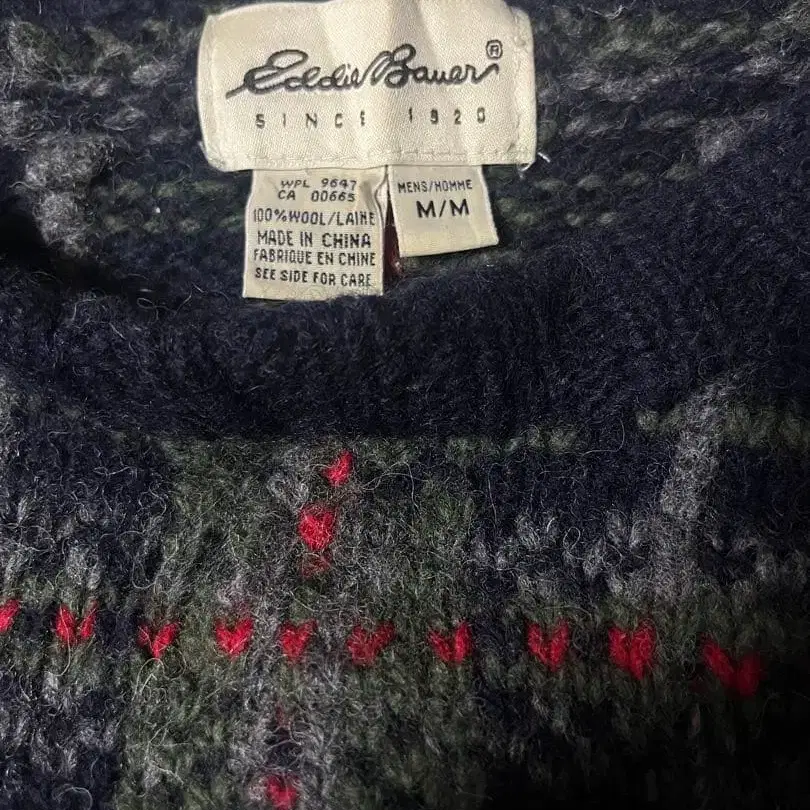 Eddie Bauer®
SINCE 1920
WPL 9647
CA 00665
100%WOOL/LAINE
MADE IN CHINA
FABRIQUE EN CHINE
SEE SIDE FOR CARE
MENS/HOMME
M/M